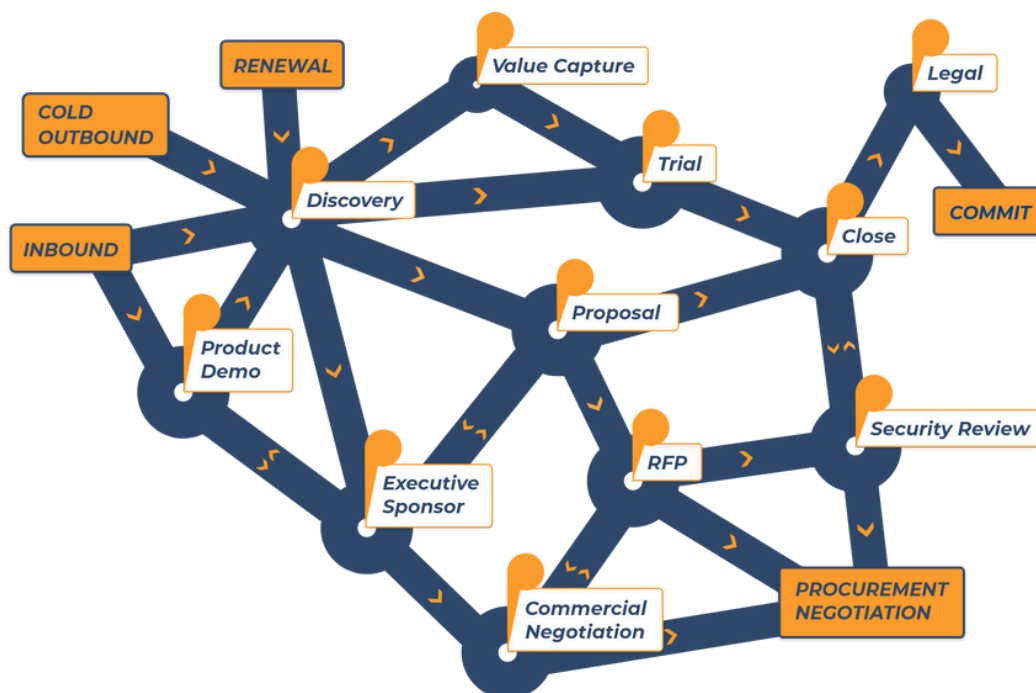 Value Capture
RENEWAL
Legal
COLD
OUTBOUND
Trial
Discovery
COMMIT
INBOUND
Close
Proposal
Product
Demo
Security Review
RFP
Executive
Sponsor
PROCUREMENT
NEGOTIATION
Commercial
Negotiation